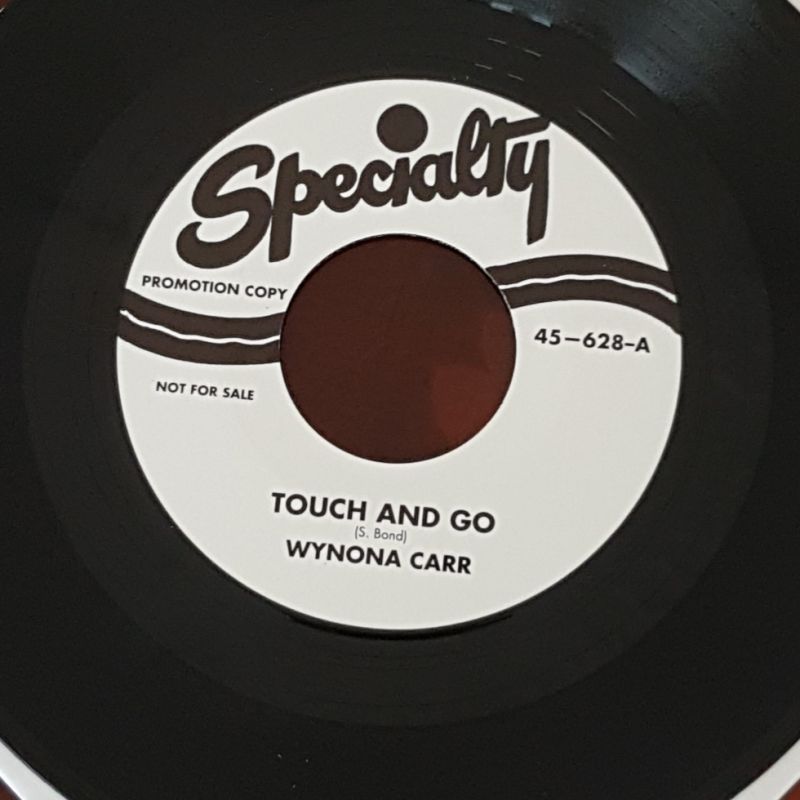 Specialty
PROMOTION COPY
45-628-A
NOT FOR SALE
TOUCH AND GO
(S. Bond)
WYNONA CARR